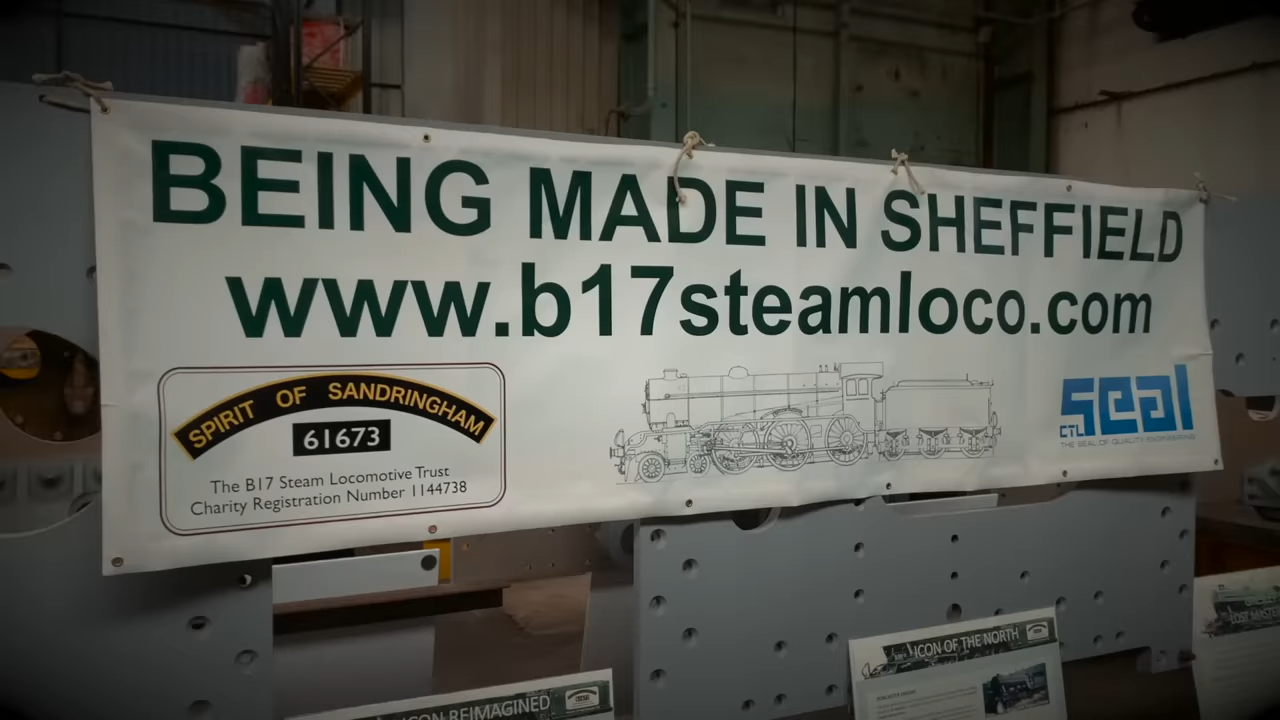 BEING MADE IN SHEFFIELD
www.b17steamloco.com
SPIRIT OF SANDRINGHAM
61673
The B17 Steam Locomotive Trust
Charity Registration Number 1144738
CTL seal
THE SEAL OF QUALITY ENGINEERING
ICON OF THE NORTH
ICON REIMAGINED
LOST